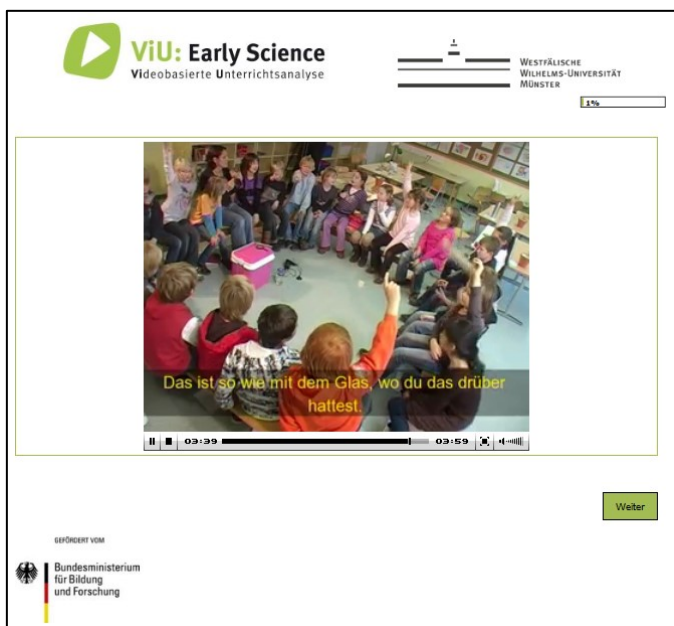 ViU: Early Science
Videobasierte Unterrichtsanalyse
WESTFÄLISCHE
WILHELMS-UNIVERSITÄT
MÜNSTER
1%
Das ist so wie mit dem Glas, wo du das drüber
hattest.
03:39 03:59
Weiter
GEFÖRDERT VOM
Bundesministerium
für Bildung
und Forschung